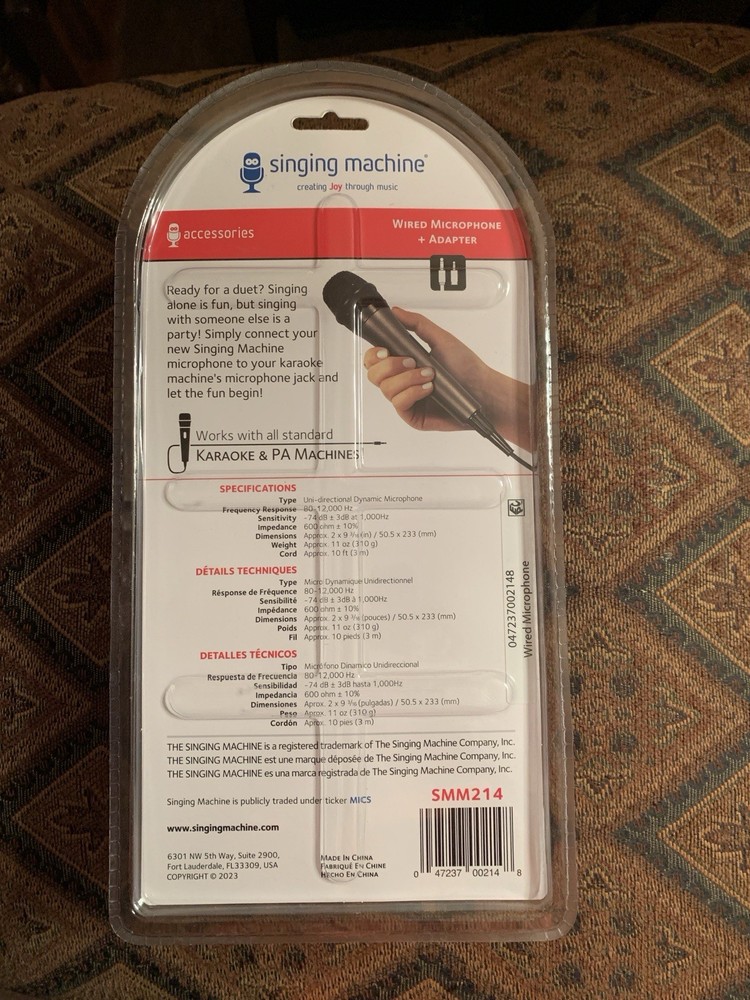 singing machine®
creating Joy through music
accessories
WIRED MICROPHONE
+ ADAPTER
Ready for a duet? Singing
alone is fun, but singing
with someone else is a
party! Simply connect your
new Singing Machine
microphone to your karaoke
machine's microphone jack and
let the fun begin!
Works with all standard
KARAOKE & PA MACHINES
SPECIFICATIONS
Type Uni-directional Dynamic Microphone
Frequency Response 80-12,000 Hz
Sensitivity -74 dB ± 3dB at 1,000Hz
Impedance 600 ohm ± 10%
Dimensions Approx. 2 x 9 3/16 (in) / 50.5 x 233 (mm)
Weight Approx. 11 oz (310 g)
Cord Approx. 10 ft (3 m)
DÉTAILS TECHNIQUES
Type Micro Dynamique Unidirectionnel
Résponse de Fréquence 80-12,000 Hz
Sensibilité -74 dB ± 3dB à 1,000Hz
Impédance 600 ohm ± 10%
Dimensions Approx. 2 x 9 3/16 (pouces) / 50.5 x 233 (mm)
Poids Approx. 11 oz (310 g)
Fil Approx. 10 pieds (3 m)
DETALLES TÉCNICOS
Tipo Micrófono Dinamico Unidireccional
Respuesta de Frecuencia 80-12,000 Hz
Sensibilidad -74 dB ± 3dB hasta 1,000Hz
Impedancia 600 ohm ± 10%
Dimensiones Aprox. 2 x 9 3/16 (pulgadas) / 50.5 x 233 (mm)
Peso Aprox. 11 oz (310 g)
Cordón Aprox. 10 pies (3 m)
047237002148
Wired Microphone
THE SINGING MACHINE is a registered trademark of The Singing Machine Company, Inc.
THE SINGING MACHINE est une marque déposée de The Singing Machine Company, Inc.
THE SINGING MACHINE es una marca registrada de The Singing Machine Company, Inc.
Singing Machine is publicly traded under ticker MICS
SMM214
www.singingmachine.com
6301 NW 5th Way, Suite 2900,
Fort Lauderdale, FL33309, USA
COPYRIGHT © 2023
MADE IN CHINA
FABRIQUÉ EN CHINE
HECHO EN CHINA
0 47237 00214 8